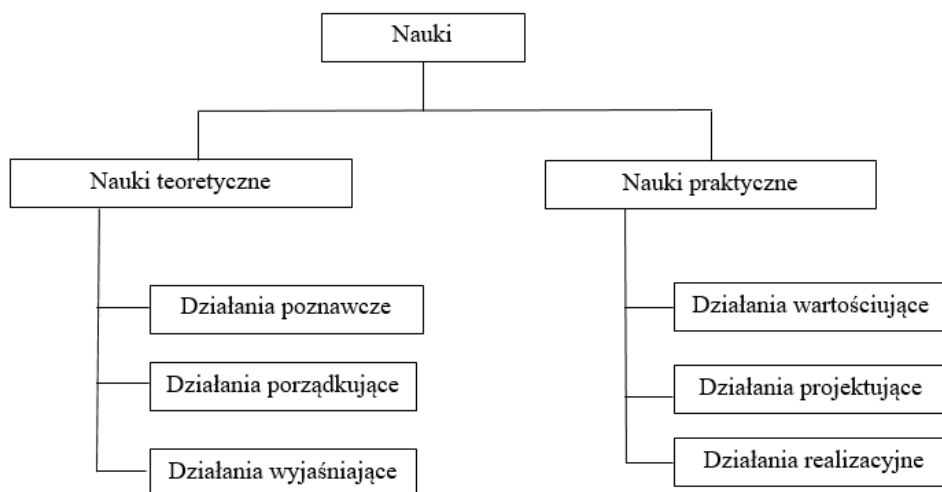 Nauki
Nauki teoretyczne
Nauki praktyczne
Działania poznawcze
Działania wartościujące
Działania porządkujące
Działania projektujące
Działania wyjaśniające
Działania realizacyjne